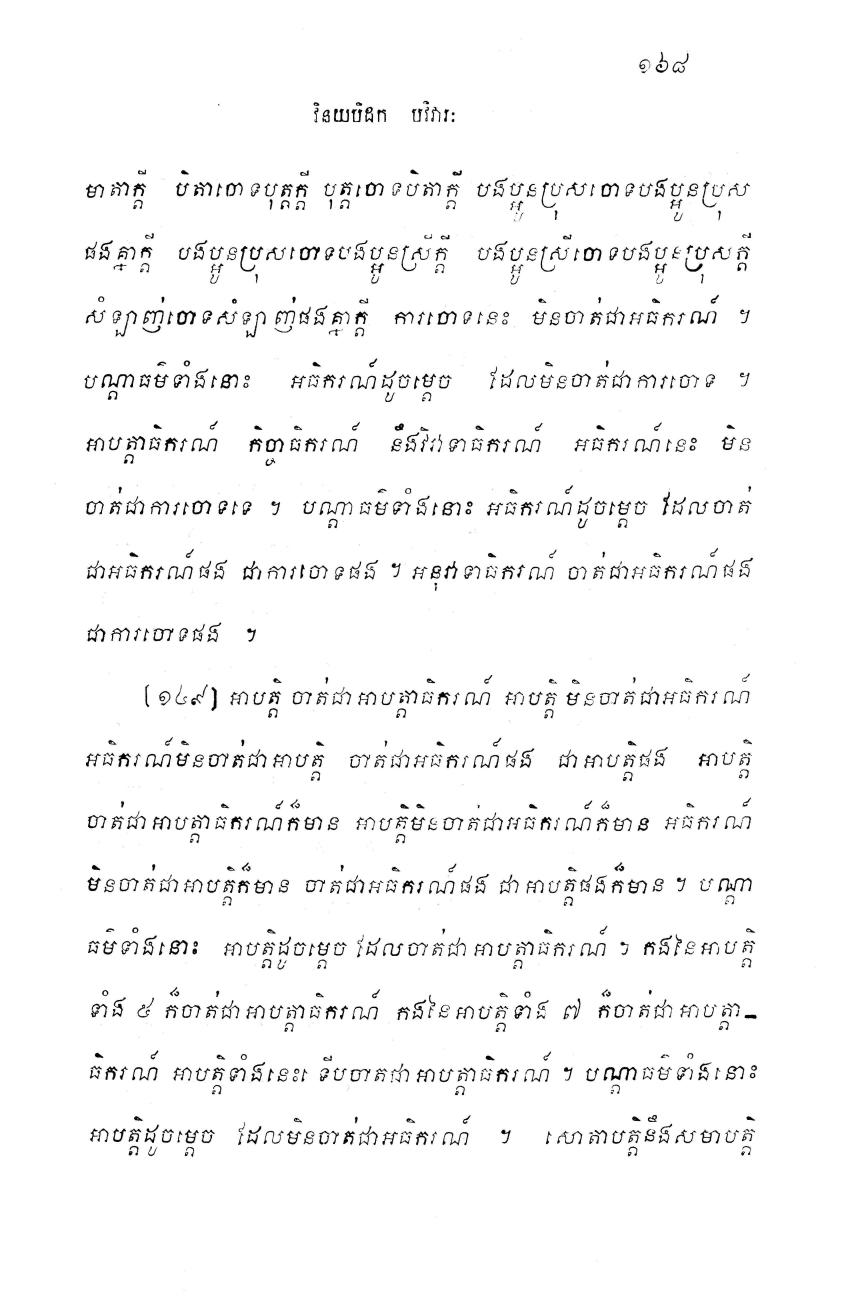 ១៦៨
វិនយបិដក បរិវារៈ
មាតាក្តី បិតាចោទបុត្តក្តី បុត្តចោទបិតាក្តី បងប្អូនប្រុសចោទបងប្អូនប្រុស
ផងគ្នាក្តី បងប្អូនប្រុសចោទបងប្អូនស្រីក្តី បងប្អូនស្រីចោទបងប្អូនប្រុសក្តី
សំឡាញ់ចោទសំឡាញ់ផងគ្នាក្តី ការចោទនេះ មិនចាត់ជាអធិករណ៍ ។
បណ្តាធម៌ទាំងនោះ អធិករណ៍ដូចម្តេច ដែលមិនចាត់ជាការចោទ ។
អាបត្តាធិករណ៍ កិច្ចាធិករណ៍ នឹងវិវាទាធិករណ៍ អធិករណ៍នេះ មិន
ចាត់ជាការចោទទេ ។ បណ្តាធម៌ទាំងនោះ អធិករណ៍ដូចម្តេច ដែលចាត់
ជាអធិករណ៍ផង ជាការចោទផង ។ អនុវាទាធិករណ៍ ចាត់ជាអធិករណ៍ផង
ជាការចោទផង ។
(១៤៩) អាបត្តិ ចាត់ជាអាបត្តាធិករណ៍ អាបត្តិ មិនចាត់ជាអធិករណ៍
អធិករណ៍មិនចាត់ជាអាបត្តិ ចាត់ជាអធិករណ៍ផង ជាអាបត្តិផង អាបត្តិ
ចាត់ជាអាបត្តាធិករណ៍ក៏មាន អាបត្តិមិនចាត់ជាអធិករណ៍ក៏មាន អធិករណ៍
មិនចាត់ជាអាបត្តិក៏មាន ចាត់ជាអធិករណ៍ផង ជាអាបត្តិផងក៏មាន ។ បណ្តា
ធម៌ទាំងនោះ អាបត្តិដូចម្តេច ដែលចាត់ជាអាបត្តាធិករណ៍ ។ កងនៃអាបត្តិ
ទាំង ៥ ក៏ចាត់ជាអាបត្តាធិករណ៍ កងនៃអាបត្តិទាំង ៧ ក៏ចាត់ជាអាបត្តា-
ធិករណ៍ អាបត្តិទាំងនេះ ទើបចាតជាអាបត្តាធិករណ៍ ។ បណ្តាធម៌ទាំងនោះ
អាបត្តិដូចម្តេច ដែលមិនចាត់ជាអធិករណ៍ ។ សោតាបត្តិនឹងសមាបត្តិ